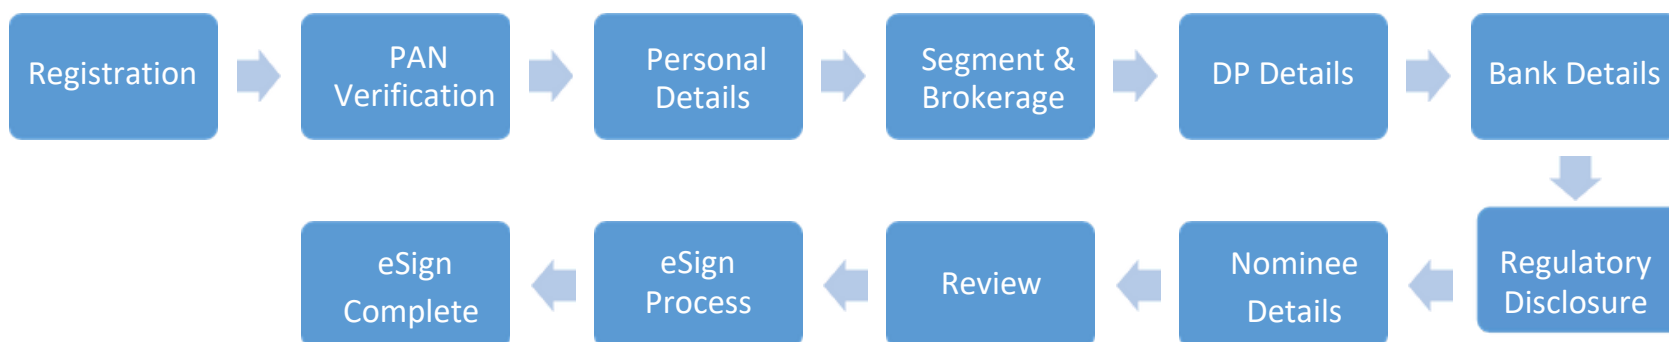 Registration
PAN
Verification
Personal
Details
Segment &
Brokerage
DP Details
Bank Details
Regulatory
Disclosure
Nominee
Details
Review
eSign
Process
eSign
Complete